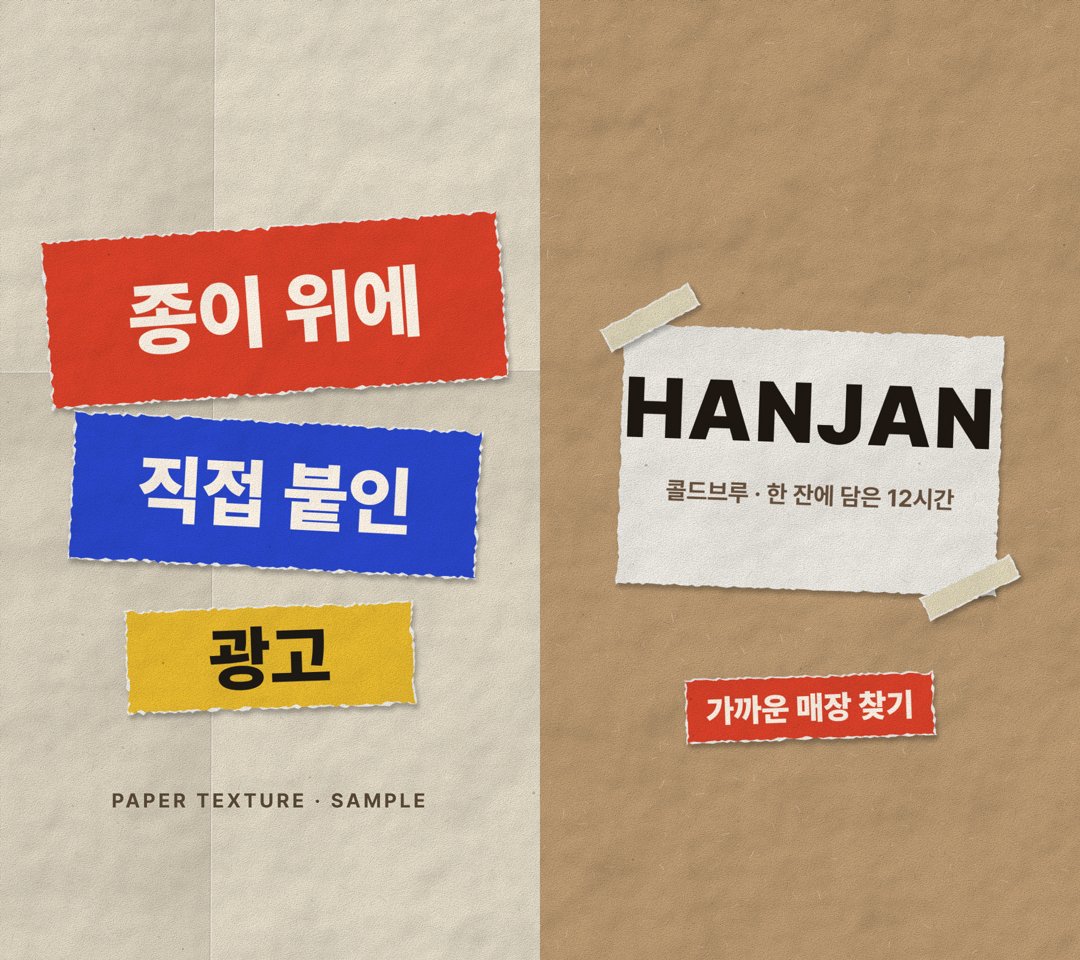 종이 위에
직접 붙인
광고
PAPER TEXTURE · SAMPLE
HANJAN
콜드브루 · 한 잔에 담은 12시간
가까운 매장 찾기